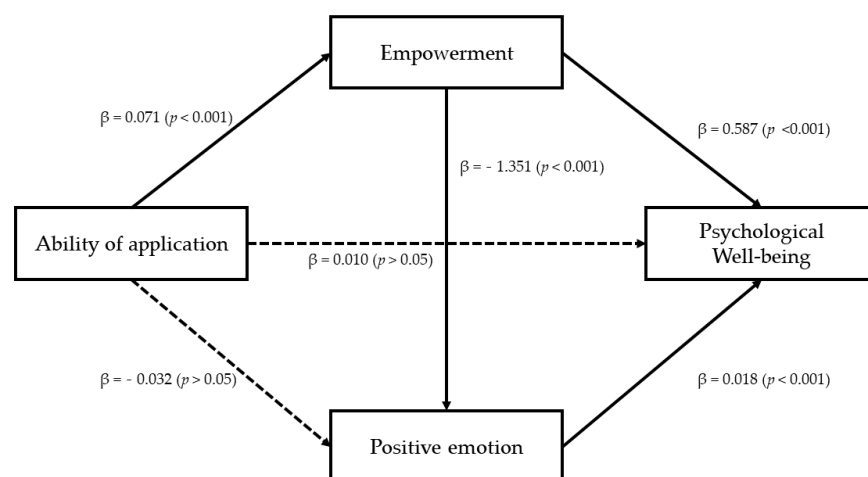 Empowerment
β = 0.071 (p < 0.001)
β = 0.587 (p <0.001)
β = - 1.351 (p < 0.001)
Ability of application
Psychological
Well-being
β = 0.010 (p > 0.05)
β = - 0.032 (p > 0.05)
β = 0.018 (p < 0.001)
Positive emotion